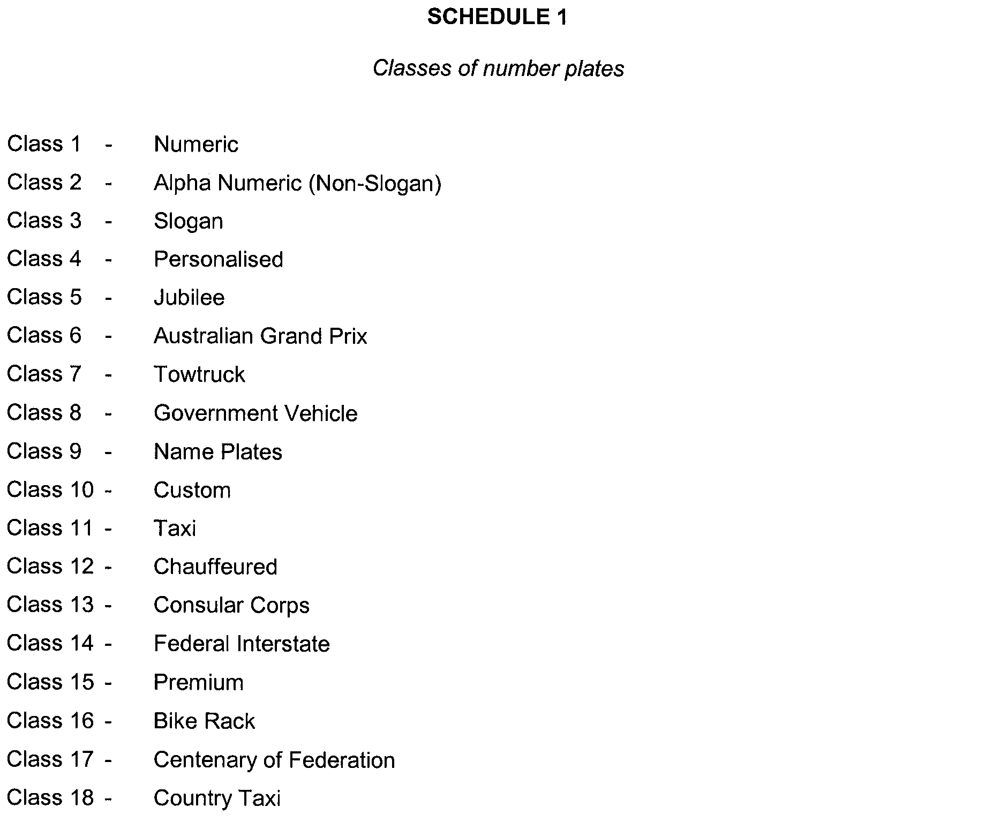 SCHEDULE 1
Classes of number plates
Class 1 - Numeric
Class 2 - Alpha Numeric (Non-Slogan)
Class 3 - Slogan
Class 4 - Personalised
Class 5 - Jubilee
Class 6 - Australian Grand Prix
Class 7 - Towtruck
Class 8 - Government Vehicle
Class 9 - Name Plates
Class 10 - Custom
Class 11 - Taxi
Class 12 - Chauffeured
Class 13 - Consular Corps
Class 14 - Federal Interstate
Class 15 - Premium
Class 16 - Bike Rack
Class 17 - Centenary of Federation
Class 18 - Country Taxi